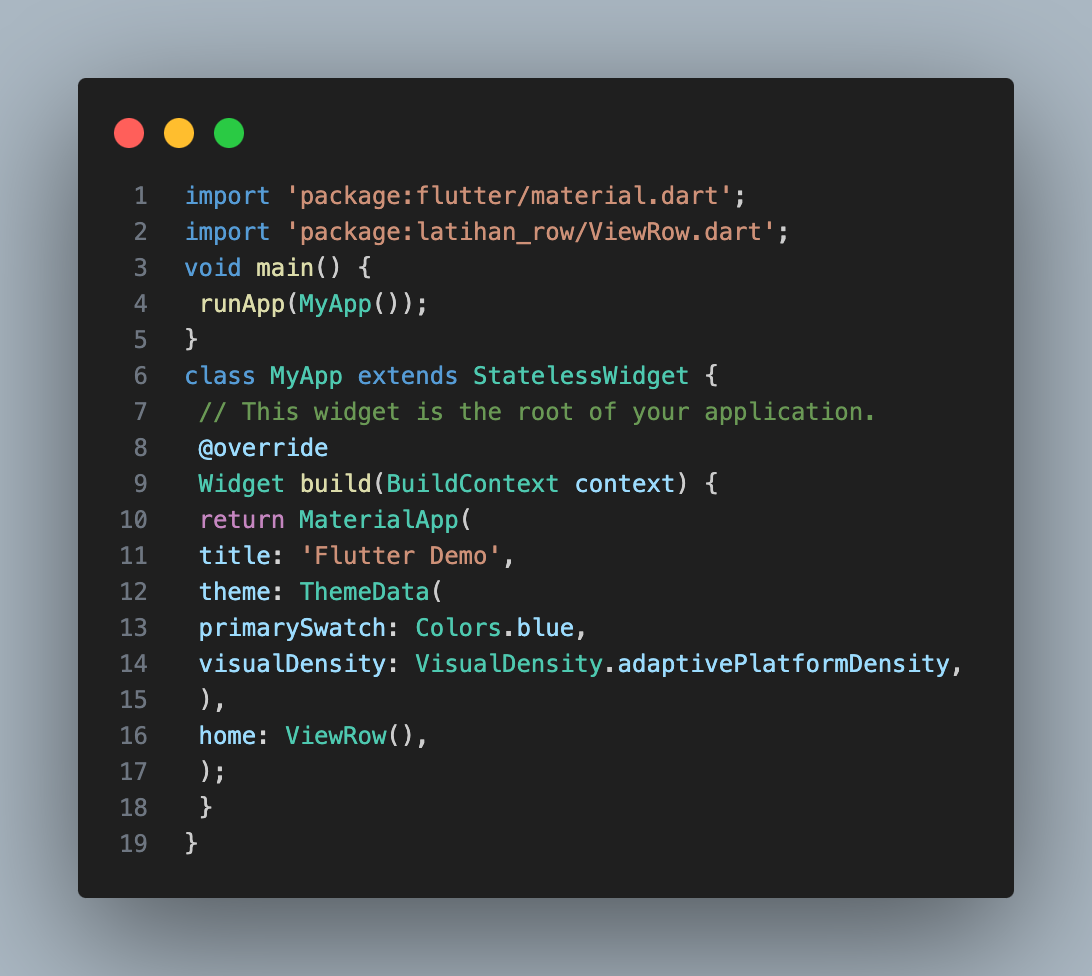 1 import 'package:flutter/material.dart';
2 import 'package:latihan_row/ViewRow.dart';
3 void main() {
4  runApp(MyApp());
5 }
6 class MyApp extends StatelessWidget {
7  // This widget is the root of your application.
8  @override
9  Widget build(BuildContext context) {
10  return MaterialApp(
11  title: 'Flutter Demo',
12  theme: ThemeData(
13  primarySwatch: Colors.blue,
14  visualDensity: VisualDensity.adaptivePlatformDensity,
15  ),
16  home: ViewRow(),
17  );
18  }
19 }